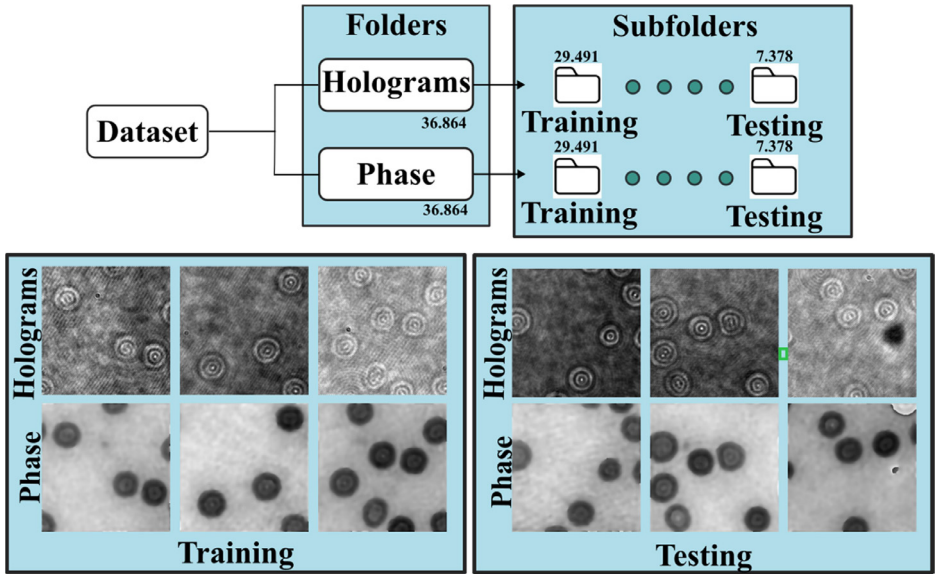 Folders
Subfolders
Dataset
Holograms
36.864
29.491
Training
7.378
Testing
Phase
36.864
29.491
Training
7.378
Testing
Holograms
Phase
Training
Holograms
Phase
Testing